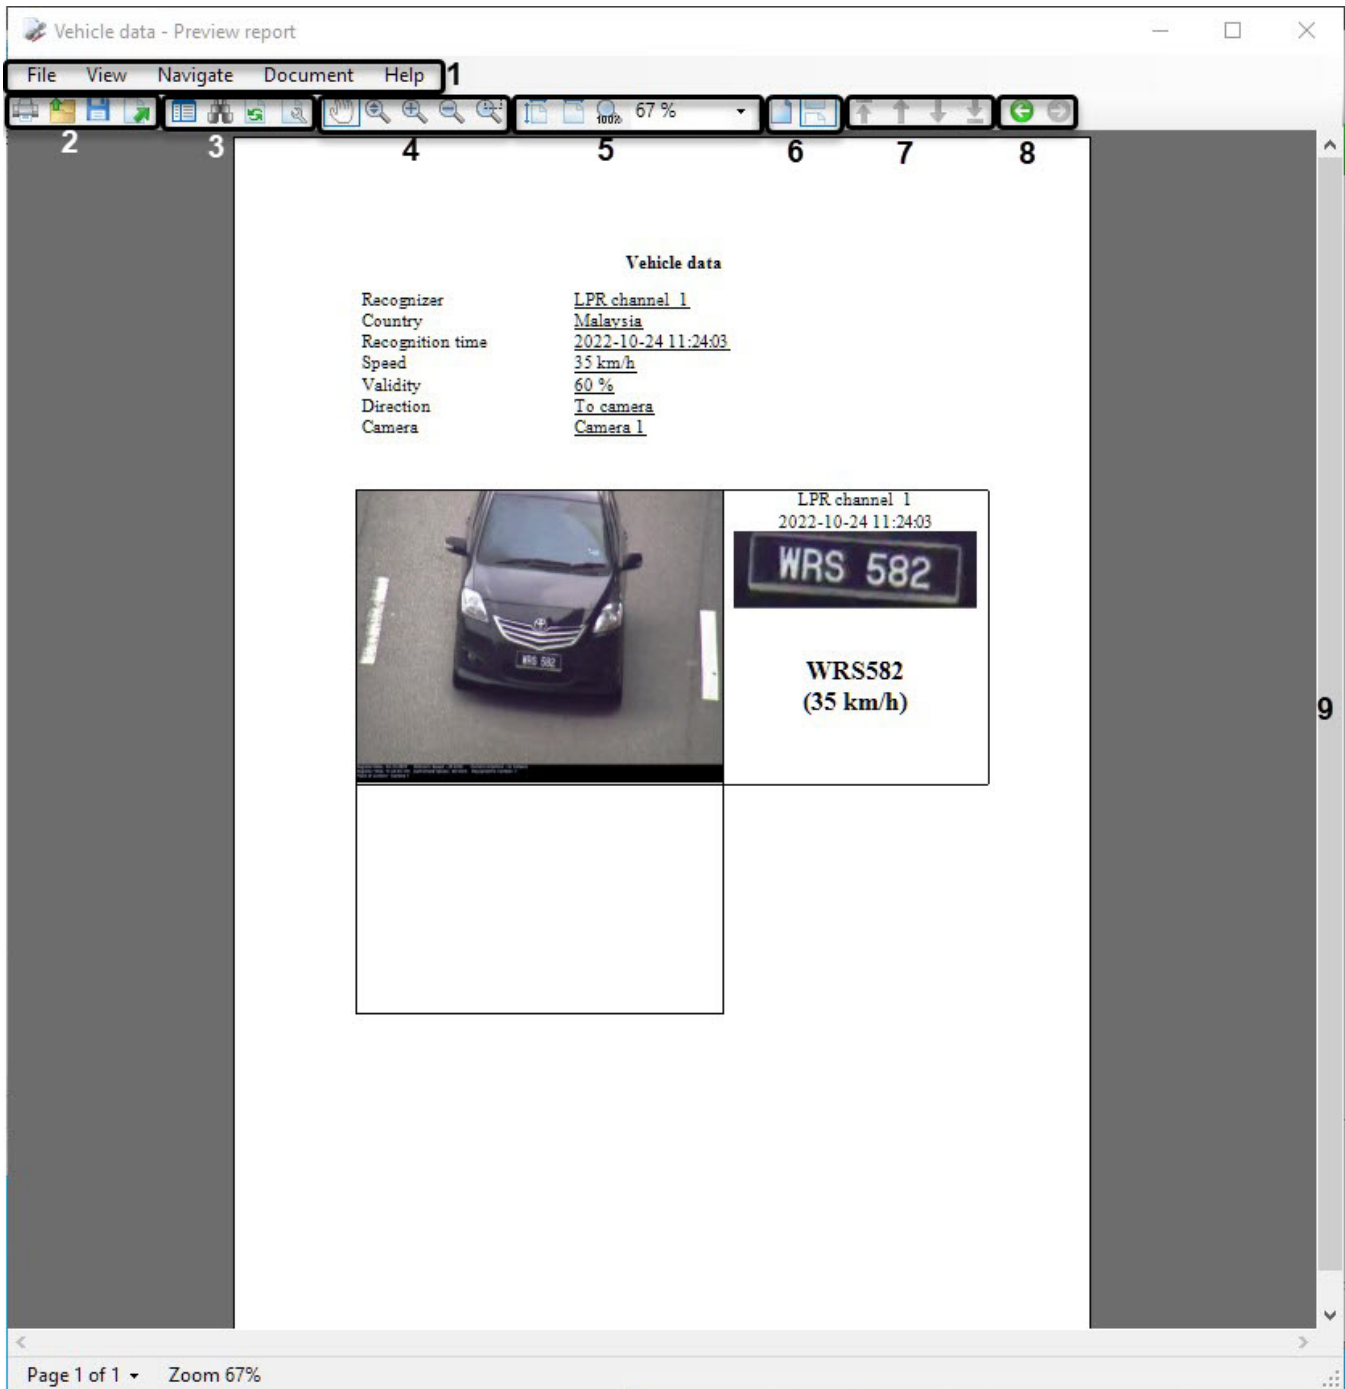 Vehicle data - Preview report
File View Navigate Document Help 1
100% 67 %
2 3 4 5 6 7 8
Vehicle data
Recognizer LPR channel 1
Country Malaysia
Recognition time 2022-10-24 11:24:03
Speed 35 km/h
Validity 60 %
Direction To camera
Camera Camera 1
LPR channel 1
2022-10-24 11:24:03
WRS 582
WRS 582
WRS582
(35 km/h)
9
Page 1 of 1 Zoom 67%